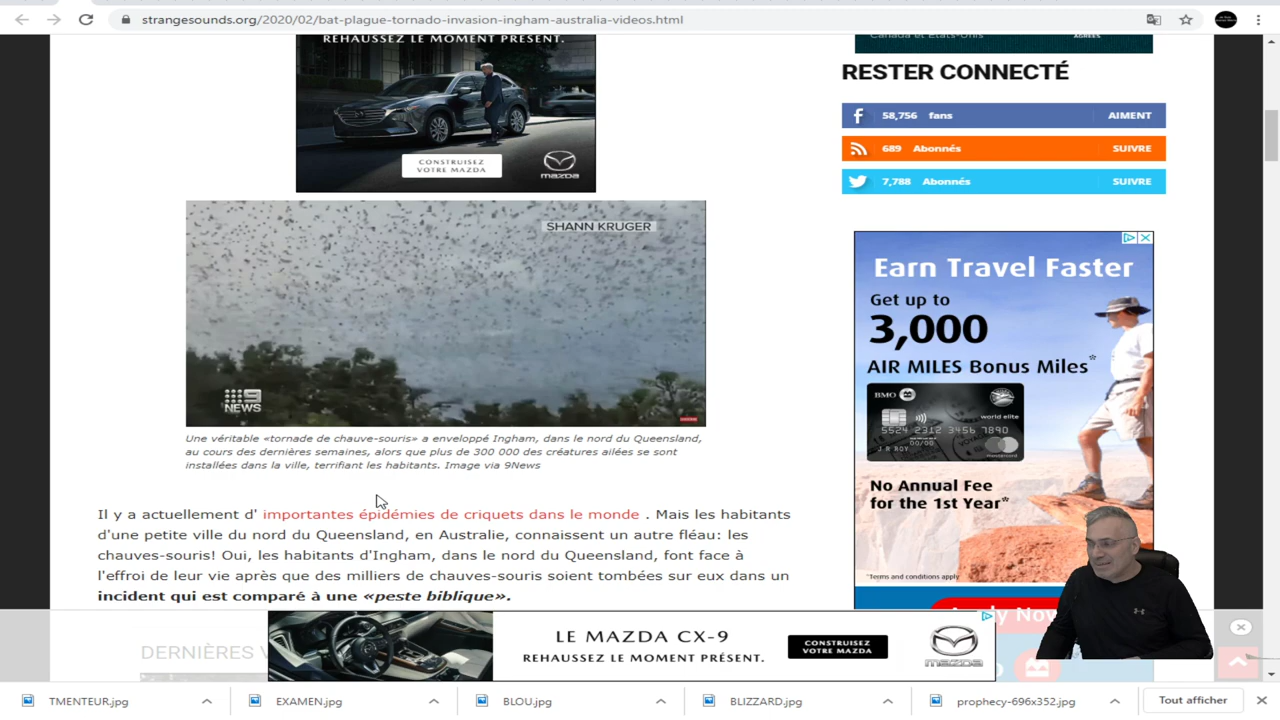 strangesounds.org/2020/02/bat-plague-tornado-invasion-ingham-australia-videos.html
REHAUSSEZ LE MOMENT PRÉSENT.
CONSTRUISEZ
VOTRE MAZDA
mazda
SHANN KRUGER
9
NEWS
Une véritable «tornade de chauve-souris» a enveloppé Ingham, dans le nord du Queensland,
au cours des dernières semaines, alors que plus de 300 000 des créatures ailées se sont
installées dans la ville, terrifiant les habitants. Image via 9News
Il y a actuellement d' importantes épidémies de criquets dans le monde . Mais les habitants
d'une petite ville du nord du Queensland, en Australie, connaissent un autre fléau: les
chauves-souris! Oui, les habitants d'Ingham, dans le nord du Queensland, font face à
l'effroi de leur vie après que des milliers de chauves-souris soient tombées sur eux dans un
incident qui est comparé à une «peste biblique».
DERNIÈRES V
Canada et États-Unis
AGRÉÉS
RESTER CONNECTÉ
58,756 fans AIMENT
689 Abonnés SUIVRE
7,788 Abonnés SUIVRE
Earn Travel Faster
Get up to
3,000
AIR MILES Bonus Miles*
BMO
world elite
5524 2312 3456 7890
00/00
J R BOY
mastercard
No Annual Fee
for the 1st Year*
*Terms and conditions apply
Apply Now
LE MAZDA CX-9
REHAUSSEZ LE MOMENT PRÉSENT.
CONSTRUISEZ
VOTRE MAZDA
mazda
TMENTEUR.jpg
EXAMEN.jpg
BLOU.jpg
BLIZZARD.jpg
prophecy-696x352.jpg
Tout afficher